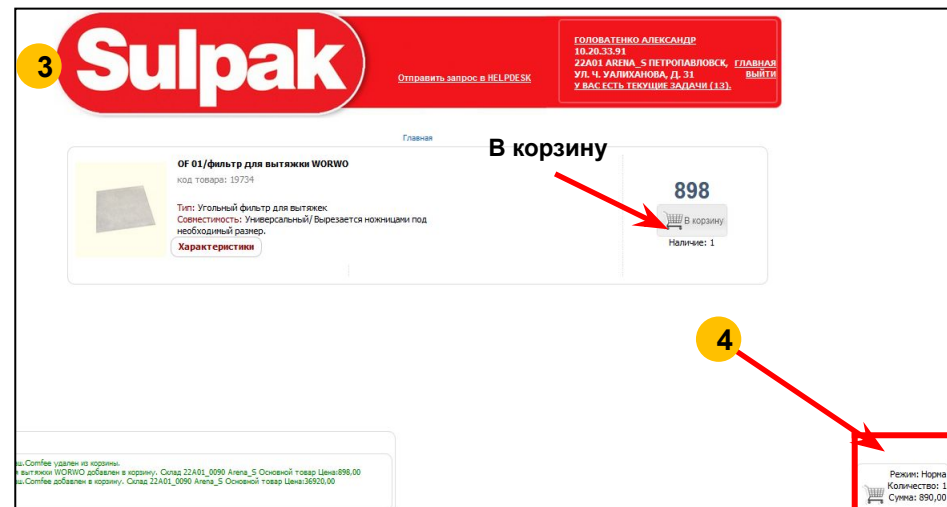 3
Sulpak
Отправить запрос в HELPDESK
ГОЛОВАТЕНКО АЛЕКСАНДР
10.20.33.91
22A01 ARENA_S ПЕТРОПАВЛОВСК,
УЛ. Ч. УАЛИХАНОВА, Д. 31
У ВАС ЕСТЬ ТЕКУЩИЕ ЗАДАЧИ (13).
ГЛАВНАЯ
ВЫЙТИ
Главная
В корзину
OF 01/фильтр для вытяжки WORWO
код товара: 19734
Тип: Угольный фильтр для вытяжек
Совместимость: Универсальный/ Вырезается ножницами под
необходимый размер.
Характеристики
898
В корзину
Наличие: 1
4
ш.Comfee удален из корзины.
вытяжки WORWO добавлен в корзину. Склад 22A01_0090 Arena_S Основной товар Цена:898,00
ш.Comfee добавлен в корзину. Склад 22A01_0090 Arena_S Основной товар Цена:36920,00
Режим: Норма
Количество: 1
Сумма: 890,00